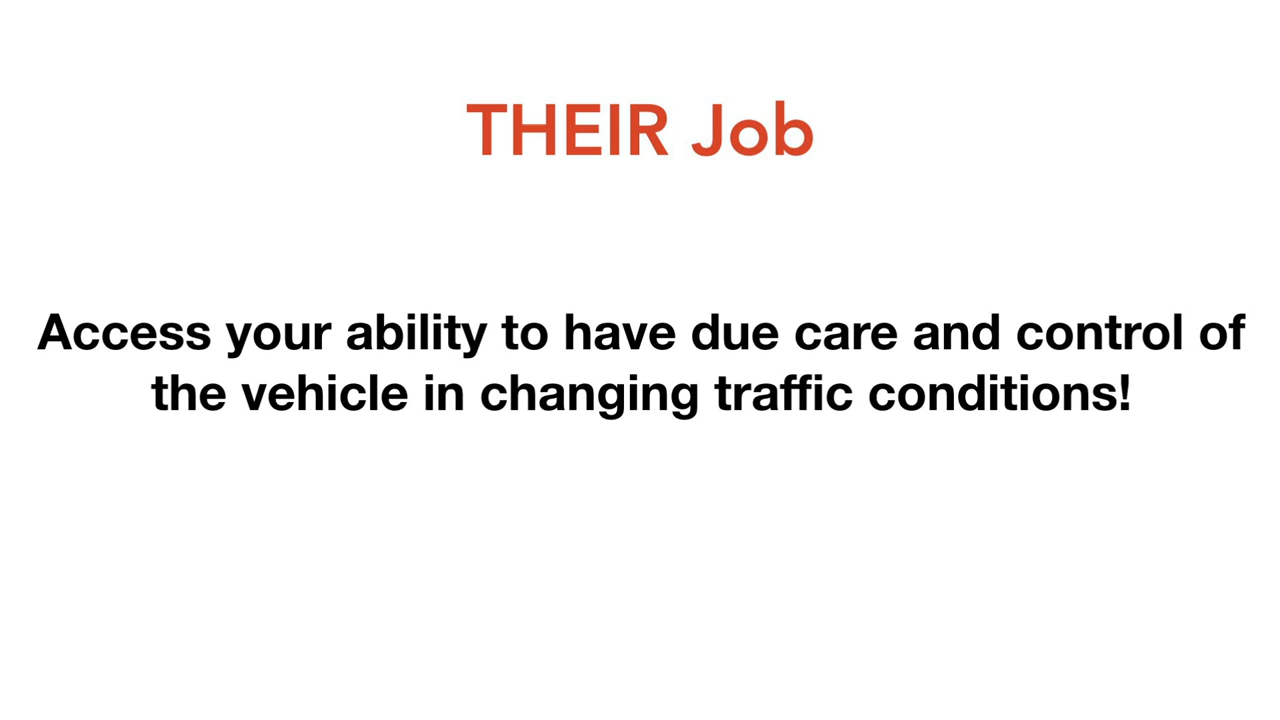 THEIR Job
Access your ability to have due care and control of
the vehicle in changing traffic conditions!